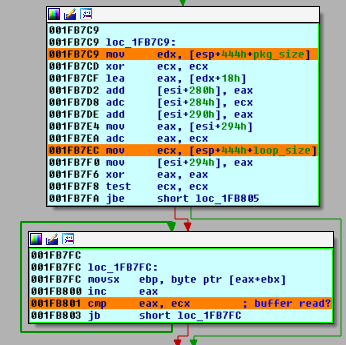 001FB7C9
001FB7C9 loc_1FB7C9:
001FB7C9 mov edx, [esp+444h+pkg_size]
001FB7CD xor ecx, ecx
001FB7CF lea eax, [edx+18h]
001FB7D2 add [esi+280h], eax
001FB7D8 adc [esi+284h], ecx
001FB7DE add [esi+290h], eax
001FB7E4 mov eax, [esi+294h]
001FB7EA adc eax, ecx
001FB7EC mov ecx, [esp+444h+loop_size]
001FB7F0 mov [esi+294h], eax
001FB7F6 xor eax, eax
001FB7F8 test ecx, ecx
001FB7FA jbe short loc_1FB805
001FB7FC
001FB7FC loc_1FB7FC:
001FB7FC movsx ebp, byte ptr [eax+ebx]
001FB800 inc eax
001FB801 cmp eax, ecx ; buffer read?
001FB803 jb short loc_1FB7FC